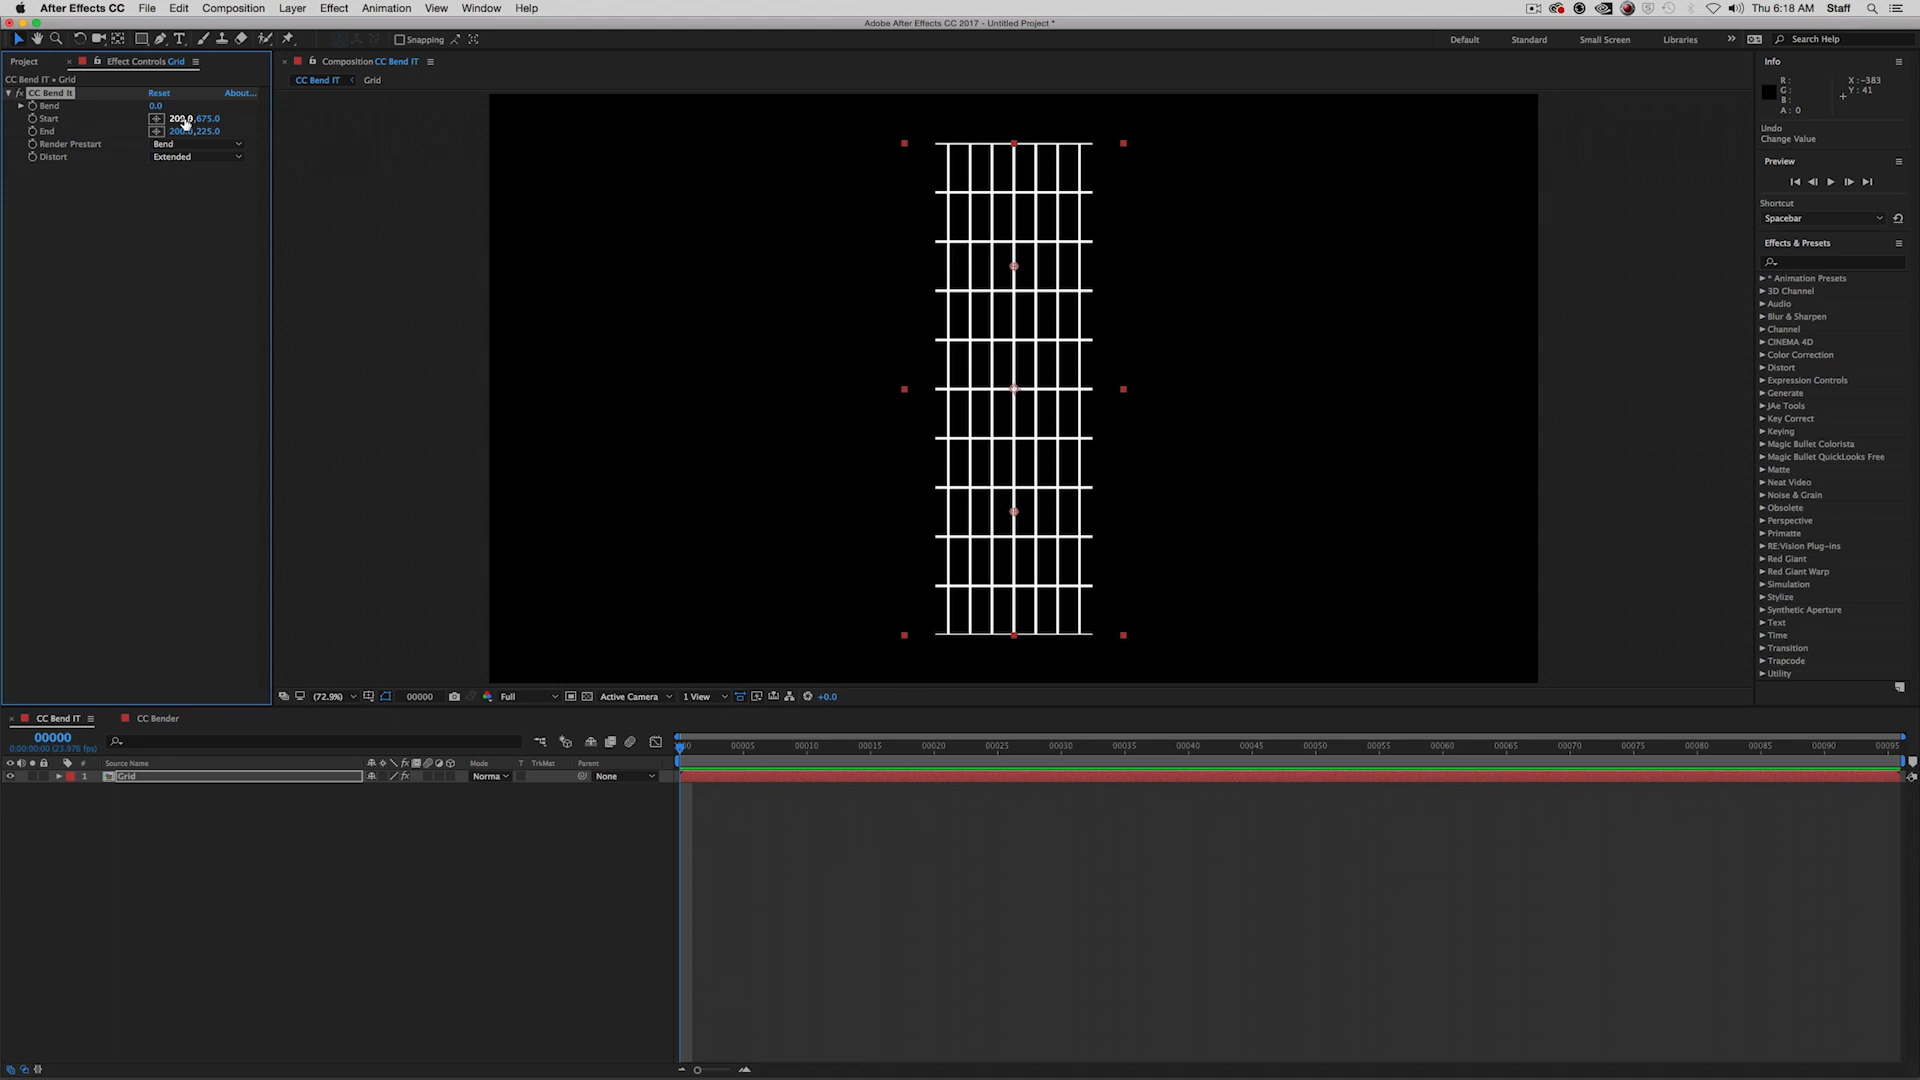 After Effects CC File Edit Composition Layer Effect Animation View Window Help Thu 6:18 AM Staff
Adobe After Effects CC 2017 - Untitled Project *
Snapping Default Standard Small Screen Libraries Search Help
Project Effect Controls Grid
CC Bend IT • Grid
fx CC Bend It Reset About...
Bend 0.0
Start 675.0
End 225.0
Render Prestart Bend
Distort Extended
Composition CC Bend IT
CC Bend IT Grid
(72.9%) 00000 Full Active Camera 1 View +0.0
Info
R : X : -383
G : Y : 41
B :
A : 0
Undo
Change Value
Preview
Shortcut
Spacebar
Effects & Presets
* Animation Presets
3D Channel
Audio
Blur & Sharpen
Channel
CINEMA 4D
Color Correction
Distort
Expression Controls
Generate
JAe Tools
Key Correct
Keying
Magic Bullet Colorista
Magic Bullet QuickLooks Free
Matte
Neat Video
Noise & Grain
Obsolete
Perspective
Primatte
RE:Vision Plug-ins
Red Giant
Red Giant Warp
Simulation
Stylize
Synthetic Aperture
Text
Time
Transition
Trapcode
Utility
CC Bend IT CC Bender
00000
0:00:00:00 (23.976 fps)
00005 00010 00015 00020 00025 00030 00035 00040 00045 00050 00055 00060 00065 00070 00075 00080 00085 00090 00095
# Source Name Mode T TrkMat Parent
1 Grid Norma None